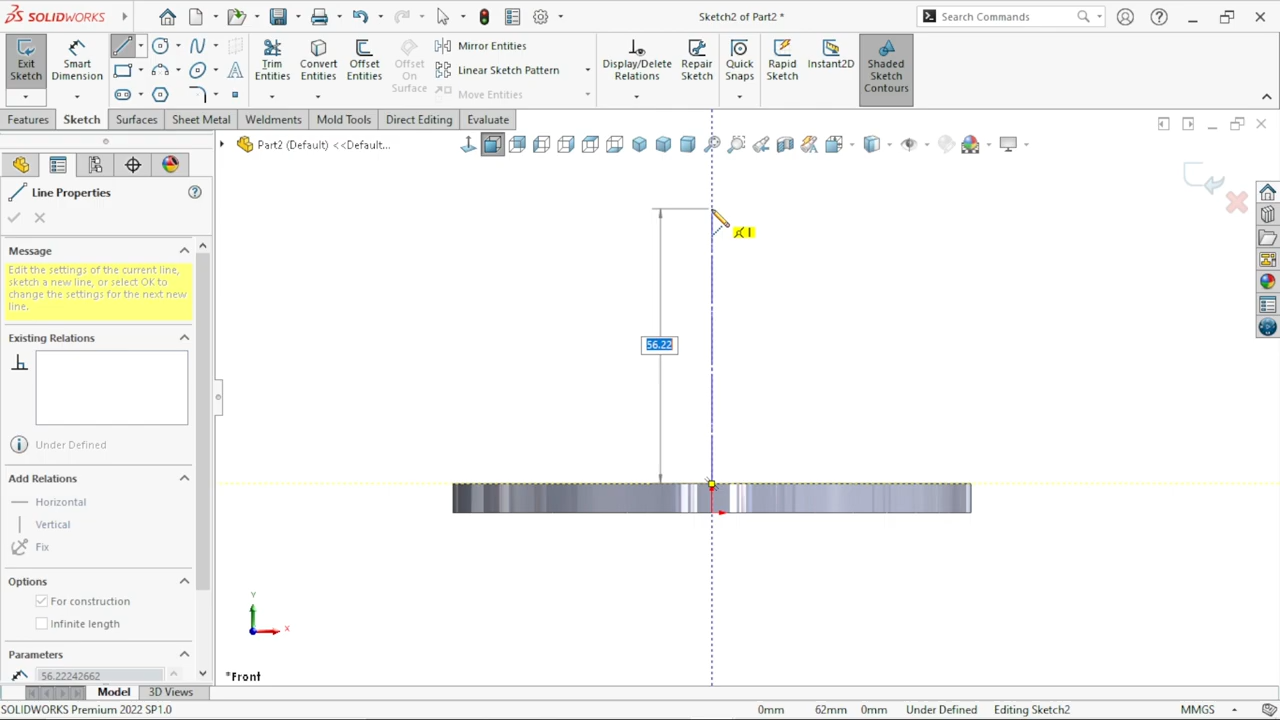 SOLIDWORKS
Sketch2 of Part2 *
Search Commands
Exit Sketch
Smart Dimension
Trim Entities
Convert Entities
Offset Entities
Offset On Surface
Mirror Entities
Linear Sketch Pattern
Move Entities
Display/Delete Relations
Repair Sketch
Quick Snaps
Rapid Sketch
Instant2D
Shaded Sketch Contours
Features
Sketch
Surfaces
Sheet Metal
Weldments
Mold Tools
Direct Editing
Evaluate
Part2 (Default) <<Default...
Line Properties
Message
Edit the settings of the current line,
sketch a new line, or select OK to
change the settings for the next new
line.
Existing Relations
Under Defined
Add Relations
Horizontal
Vertical
Fix
Options
For construction
Infinite length
Parameters
56.22242662
56.22
Y
X
*Front
Model
3D Views
SOLIDWORKS Premium 2022 SP1.0
0mm
62mm
0mm
Under Defined
Editing Sketch2
MMGS